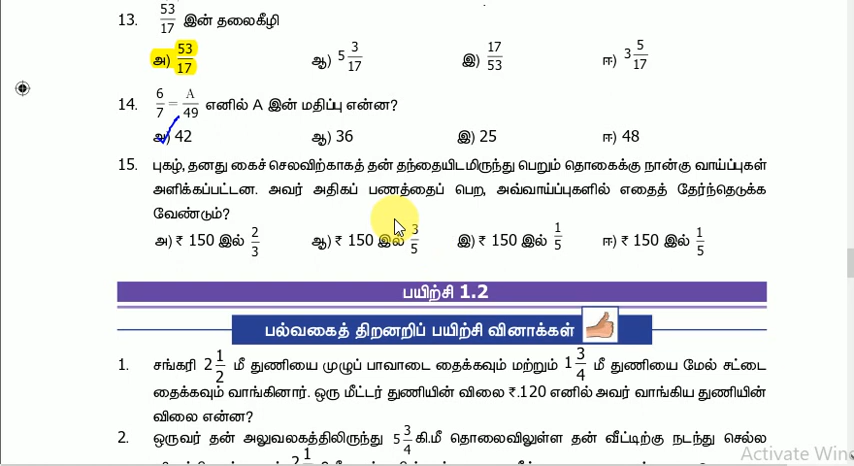 13. 53/17 இன் தலைகீழி
அ) 53/17 ஆ) 5 3/17 இ) 17/53 ஈ) 3 5/17
14. 6/7 = A/49 எனில் A இன் மதிப்பு என்ன?
அ) 42 ஆ) 36 இ) 25 ஈ) 48
15. புகழ், தனது கைச் செலவிற்காகத் தன் தந்தையிடமிருந்து பெறும் தொகைக்கு நான்கு வாய்ப்புகள்
அளிக்கப்பட்டன. அவர் அதிகப் பணத்தைப் பெற, அவ்வாய்ப்புகளில் எதைத் தேர்ந்தெடுக்க
வேண்டும்?
அ) ₹ 150 இல் 2/3 ஆ) ₹ 150 இல் 3/5 இ) ₹ 150 இல் 1/5 ஈ) ₹ 150 இல் 1/5
பயிற்சி 1.2
பல்வகைத் திறனறிப் பயிற்சி வினாக்கள்
1. சங்கரி 2 1/2 மீ துணியை முழுப் பாவாடை தைக்கவும் மற்றும் 1 3/4 மீ துணியை மேல் சட்டை
தைக்கவும் வாங்கினார். ஒரு மீட்டர் துணியின் விலை ₹.120 எனில் அவர் வாங்கிய துணியின்
விலை என்ன?
2. ஒருவர் தன் அலுவலகத்திலிருந்து 5 3/4 கி.மீ தொலைவிலுள்ள தன் வீட்டிற்கு நடந்து செல்ல
Activate Win